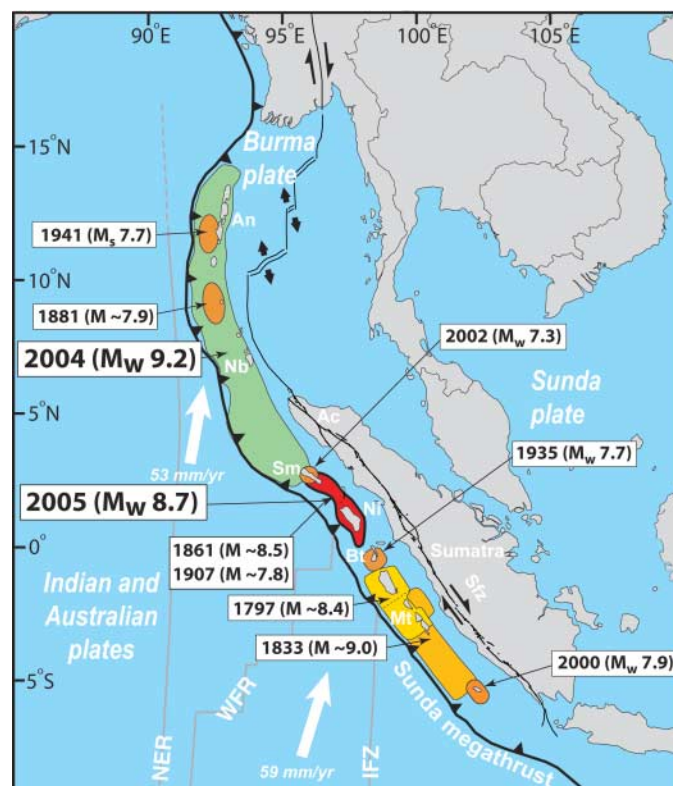 90°E
95°E
100°E
105°E
15°N
Burma
plate
An
1941 (Ms 7.7)
10°N
1881 (M ~7.9)
2004 (Mw 9.2)
2002 (Mw 7.3)
Nb
Sunda
plate
5°N
Ac
1935 (Mw 7.7)
53 mm/yr
Sm
2005 (Mw 8.7)
Ni
1861 (M ~8.5)
1907 (M ~7.8)
0°
Bt
Sumatra
Indian and
Australian
plates
1797 (M ~8.4)
Mt
Sfz
1833 (M ~9.0)
2000 (Mw 7.9)
5°S
WFR
Sunda megathrust
NER
59 mm/yr
IFZ